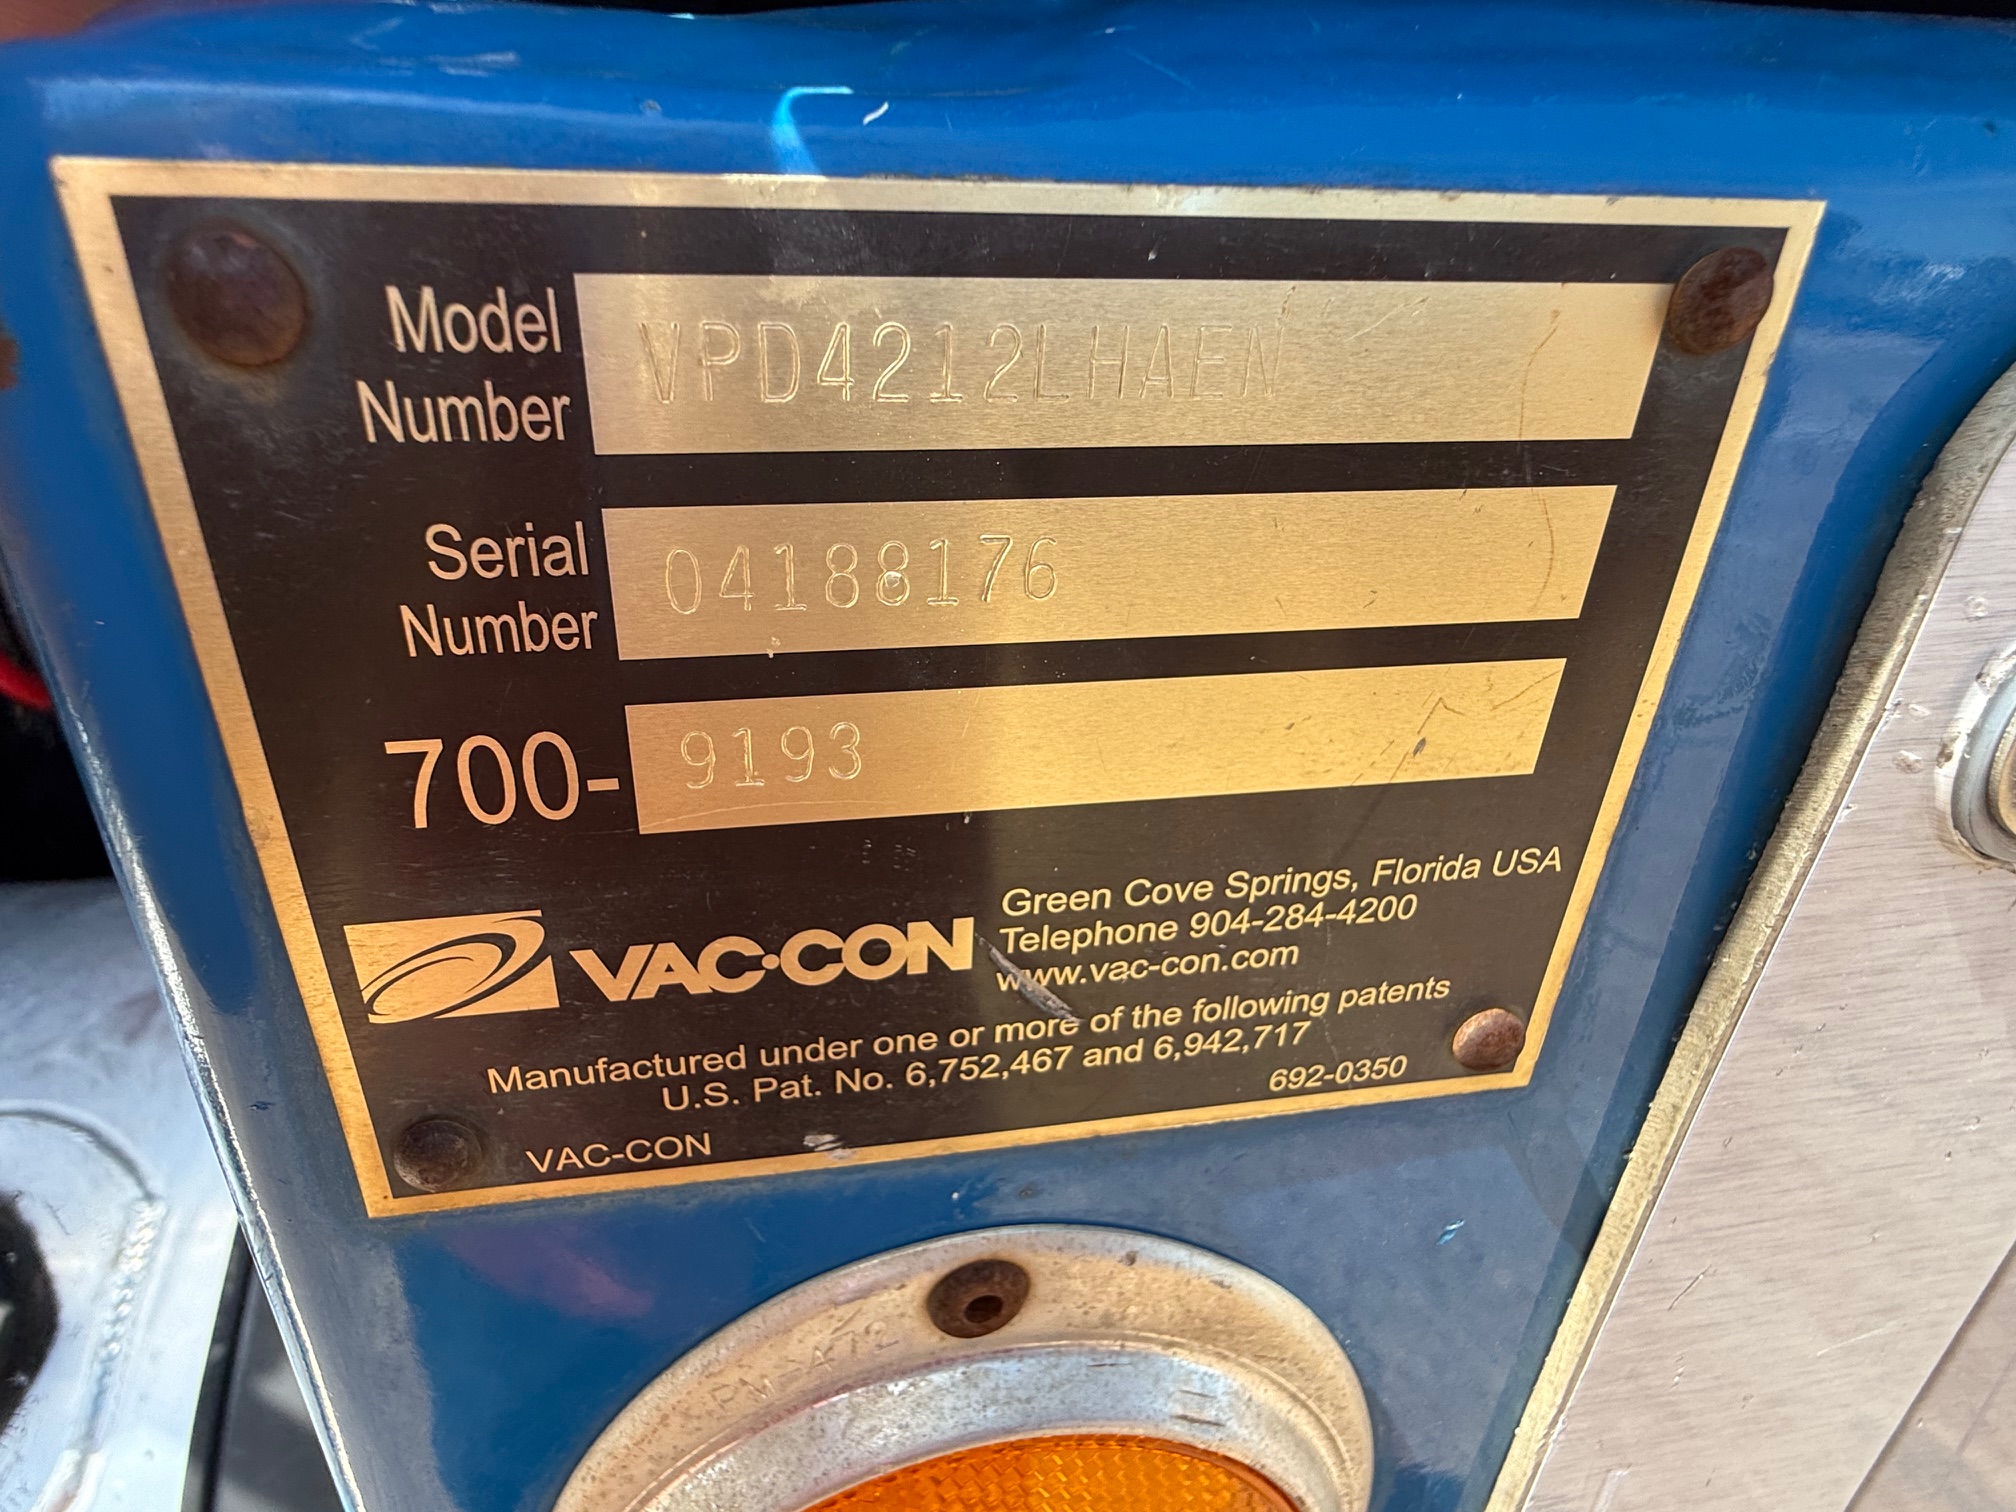 Model
Number
VPD4212LHAEN
Serial
Number
04188176
700-
9193
VAC·CON
Green Cove Springs, Florida USA
Telephone 904-284-4200
www.vac-con.com
Manufactured under one or more of the following patents
U.S. Pat. No. 6,752,467 and 6,942,717
692-0350
VAC-CON